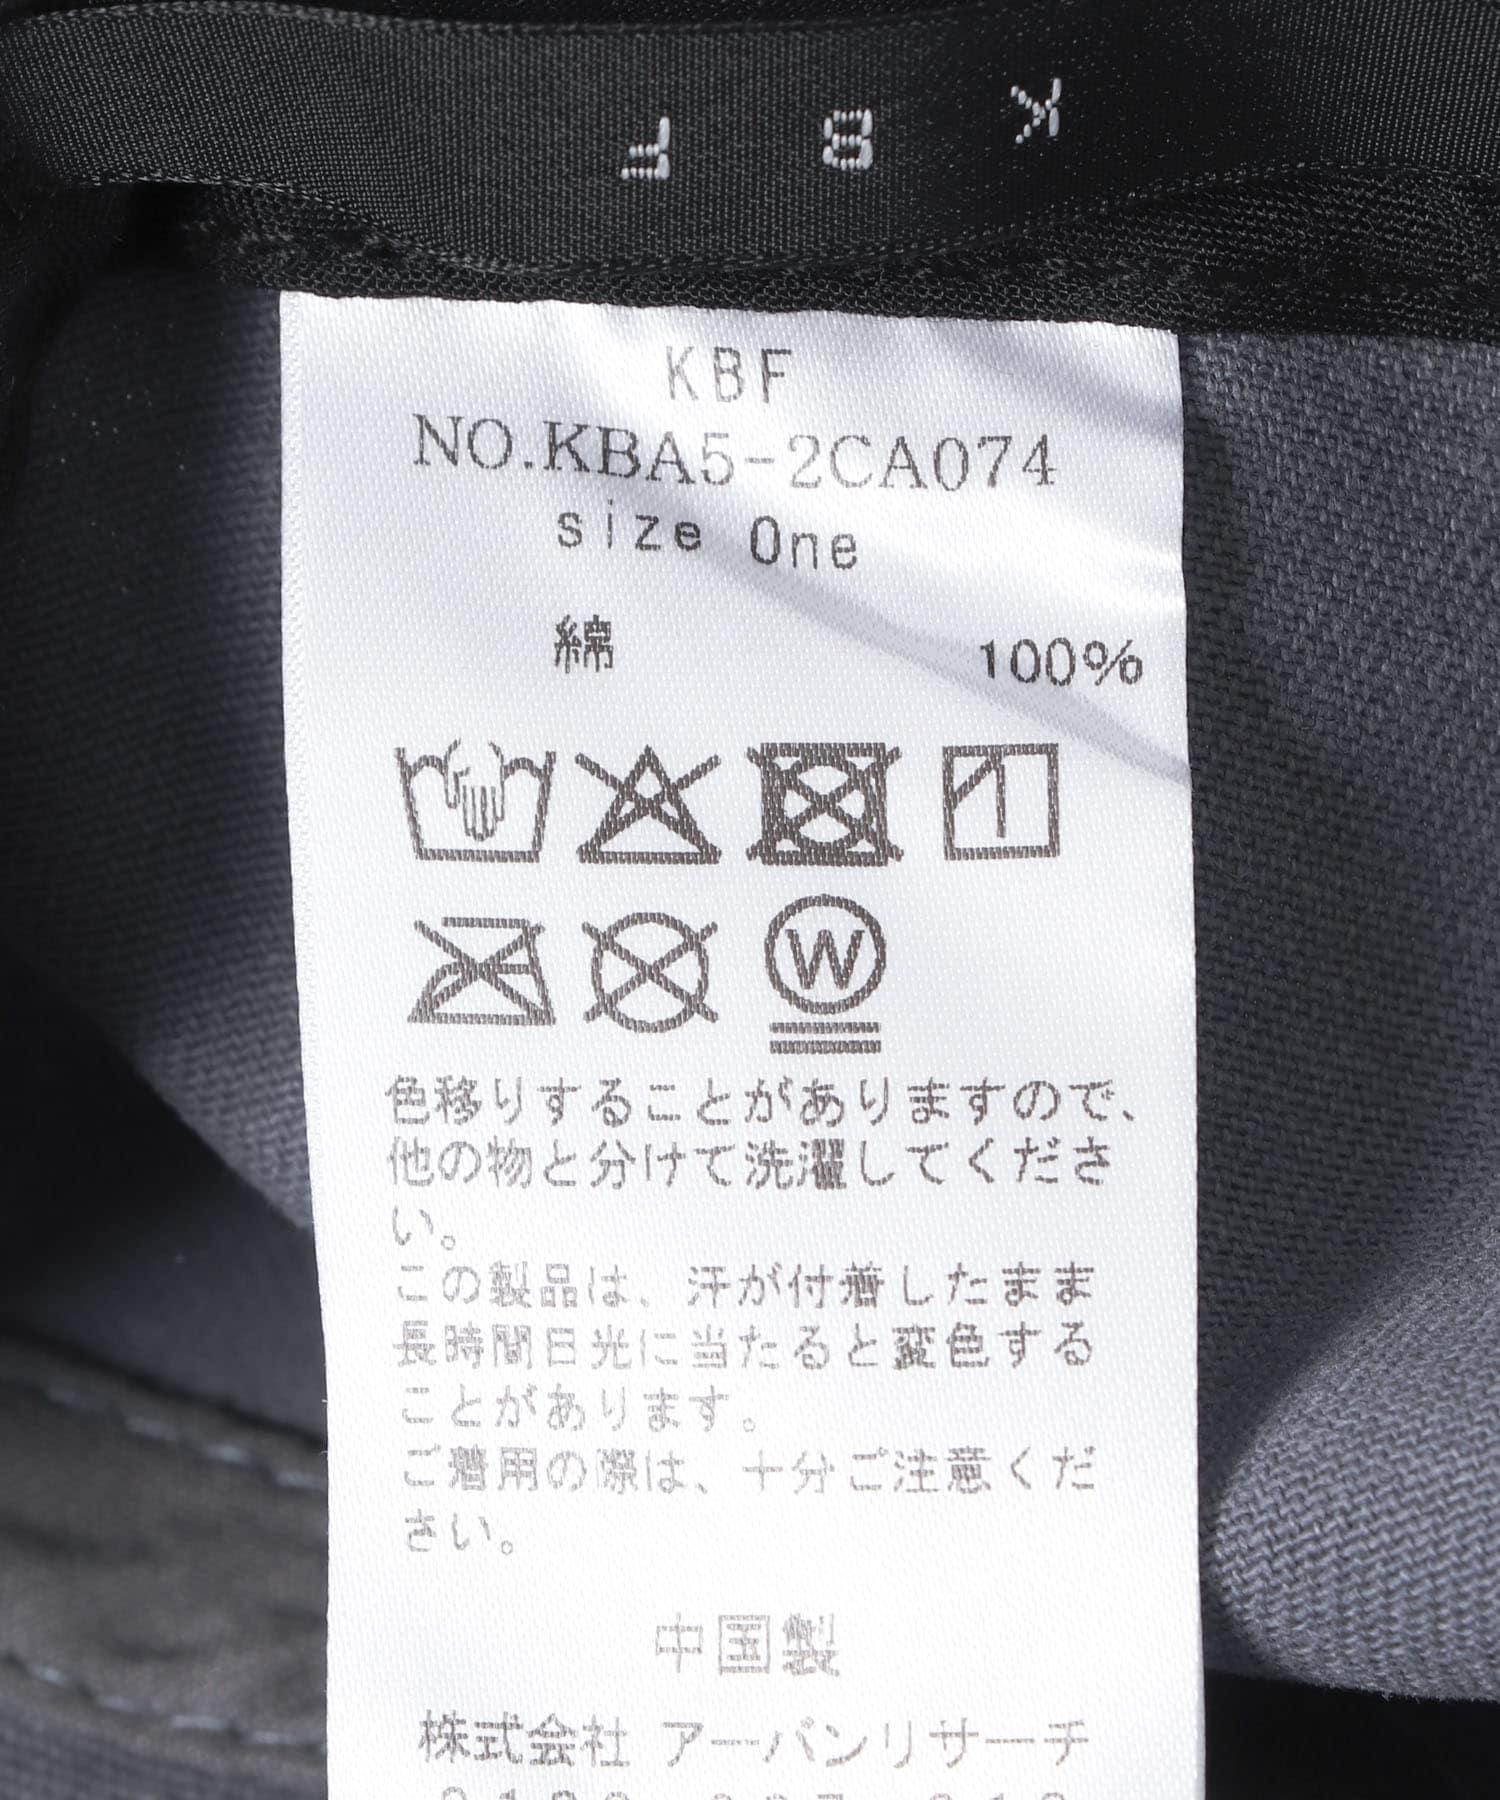 KBF
KBF
NO.KBA5-2CA074
size One
綿 100%
W
色移りすることがありますので、
他の物と分けて洗濯してくださ
い。
この製品は、汗が付着したまま
長時間日光に当たると変色する
ことがあります。
ご着用の際は、十分ご注意くだ
さい。
中国製
株式会社 アーバンリサーチ